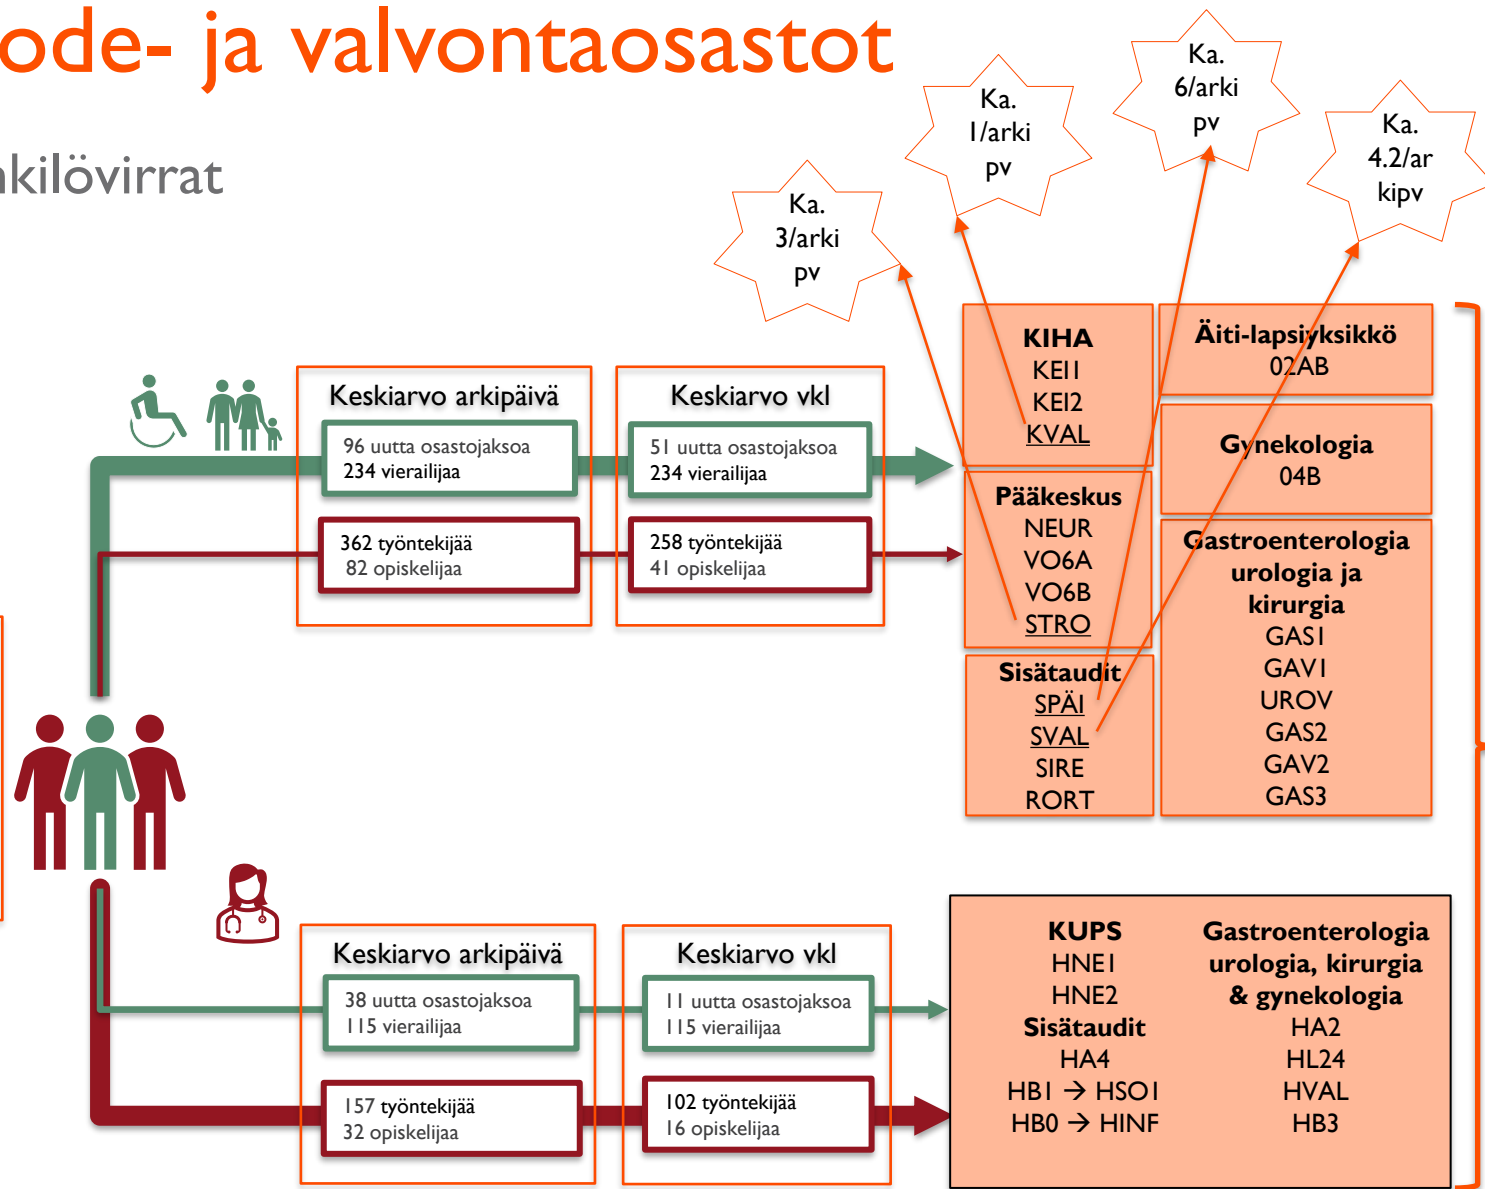 ode- ja valvontaosastot
nkilövirrat
Ka.
3/arki
pv
Ka.
1/arki
pv
Ka.
6/arki
pv
Ka.
4.2/ar
kipv
Keskiarvo arkipäivä
96 uutta osastojaksoa
234 vierailijaa
362 työntekijää
82 opiskelijaa
Keskiarvo vkl
51 uutta osastojaksoa
234 vierailijaa
258 työntekijää
41 opiskelijaa
KIHA
KEI1
KEI2
KVAL
Pääkeskus
NEUR
VO6A
VO6B
STRO
Sisätaudit
SPÄI
SVAL
SIRE
RORT
Äiti-lapsiyksikkö
02AB
Gynekologia
04B
Gastroenterologia
urologia ja
kirurgia
GAS1
GAV1
UROV
GAS2
GAV2
GAS3
Keskiarvo arkipäivä
38 uutta osastojaksoa
115 vierailijaa
157 työntekijää
32 opiskelijaa
Keskiarvo vkl
11 uutta osastojaksoa
115 vierailijaa
102 työntekijää
16 opiskelijaa
KUPS
HNE1
HNE2
Sisätaudit
HA4
HB1 → HSO1
HB0 → HINF
Gastroenterologia
urologia, kirurgia
& gynekologia
HA2
HL24
HVAL
HB3